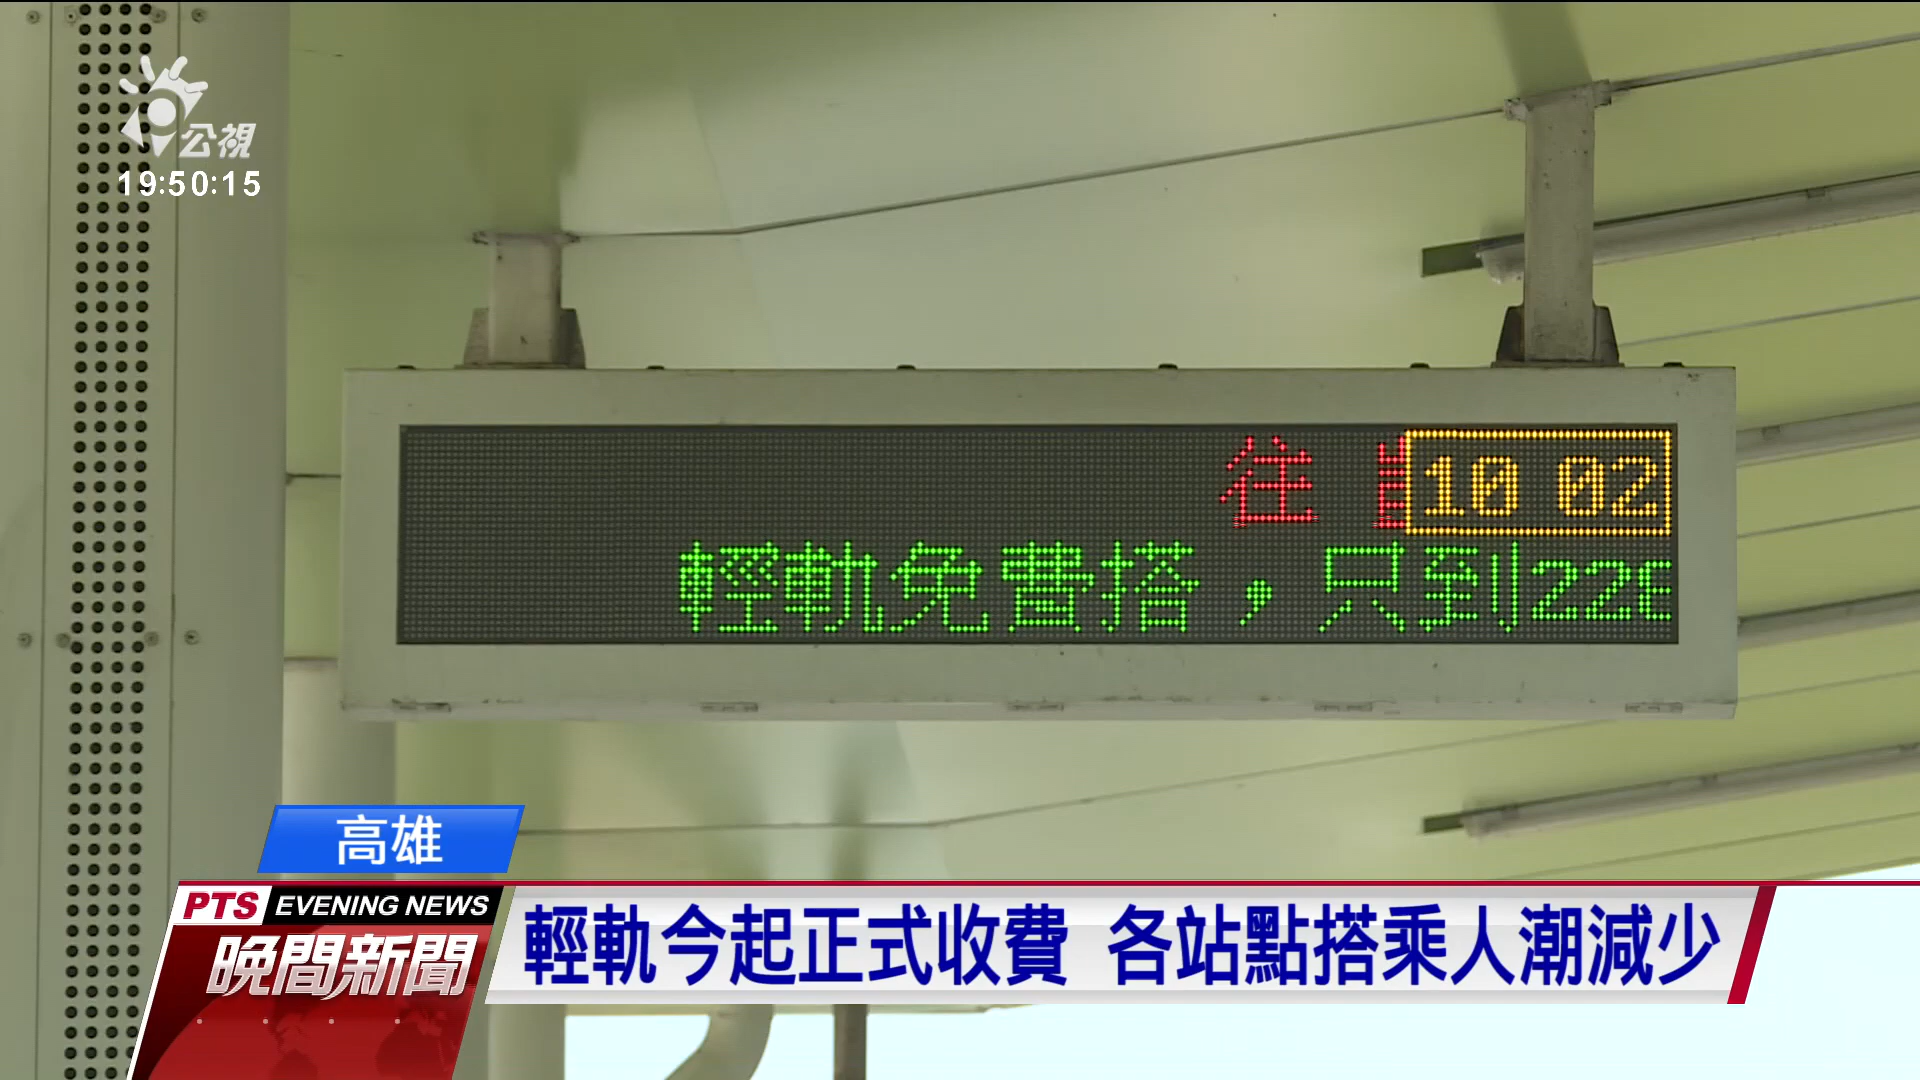 公視
19:50:15
往
10 02
輕軌免費搭，只到22
高雄
PTS EVENING NEWS
晚間新聞
輕軌今起正式收費 各站點搭乘人潮減少